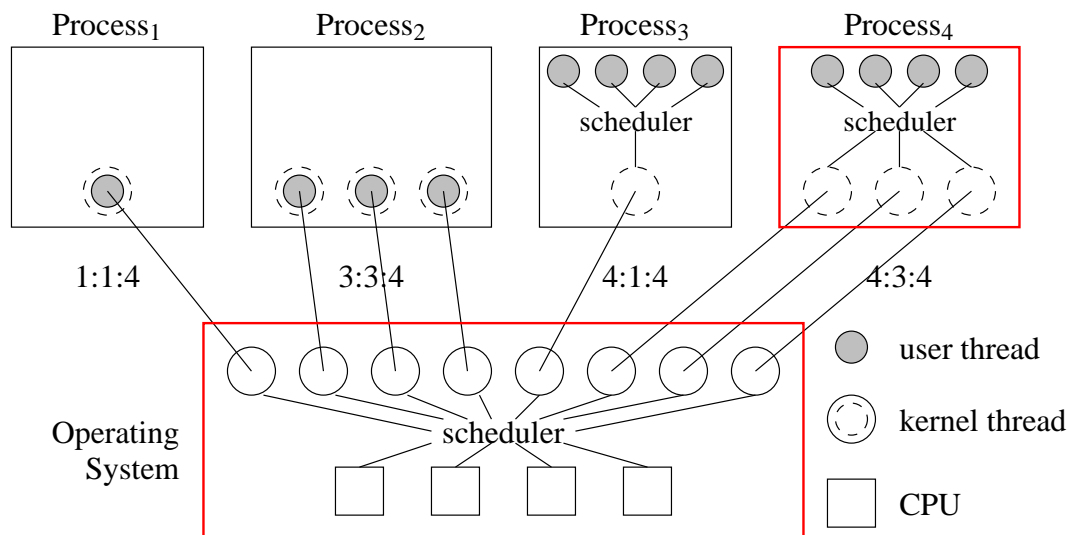 Process₁ Process₂ Process₃ Process₄
scheduler scheduler
1:1:4 3:3:4 4:1:4 4:3:4
user thread
kernel thread
Operating
System
scheduler
CPU